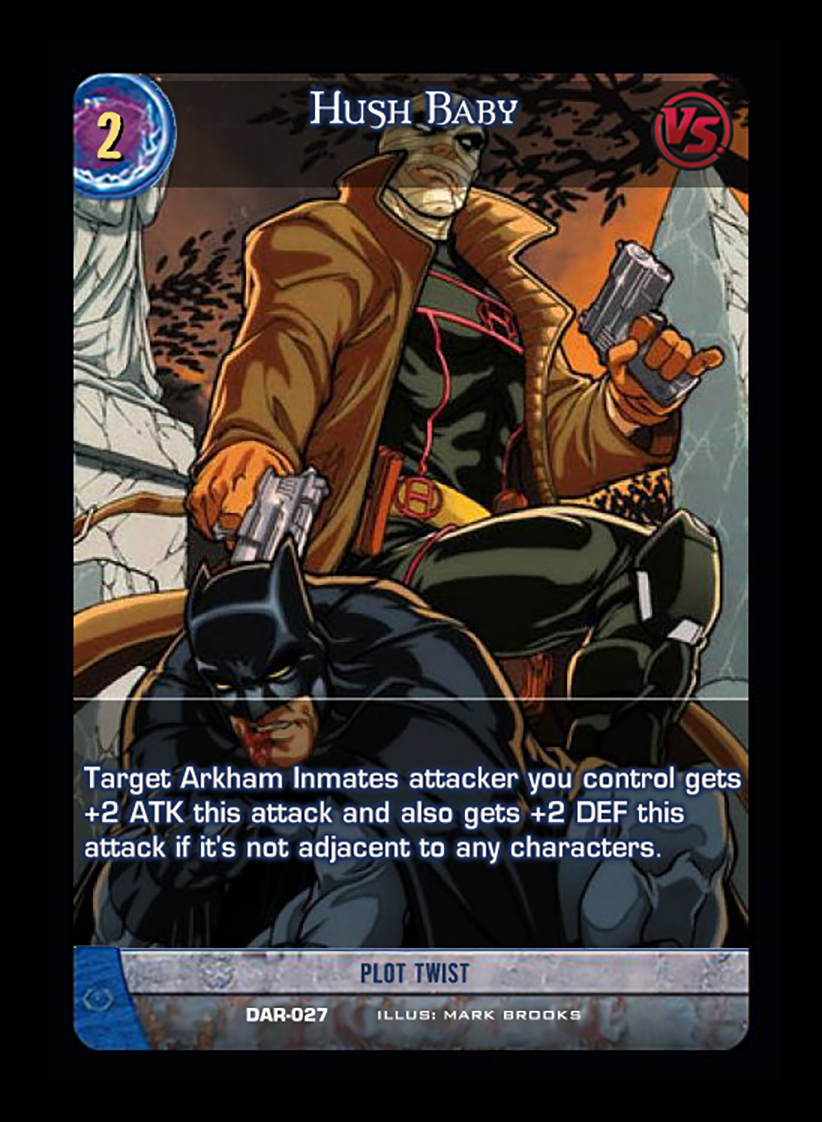 2
Hush Baby
VS.
Target Arkham Inmates attacker you control gets
+2 ATK this attack and also gets +2 DEF this
attack if it's not adjacent to any characters.
PLOT TWIST
DAR-027 ILLUS: MARK BROOKS